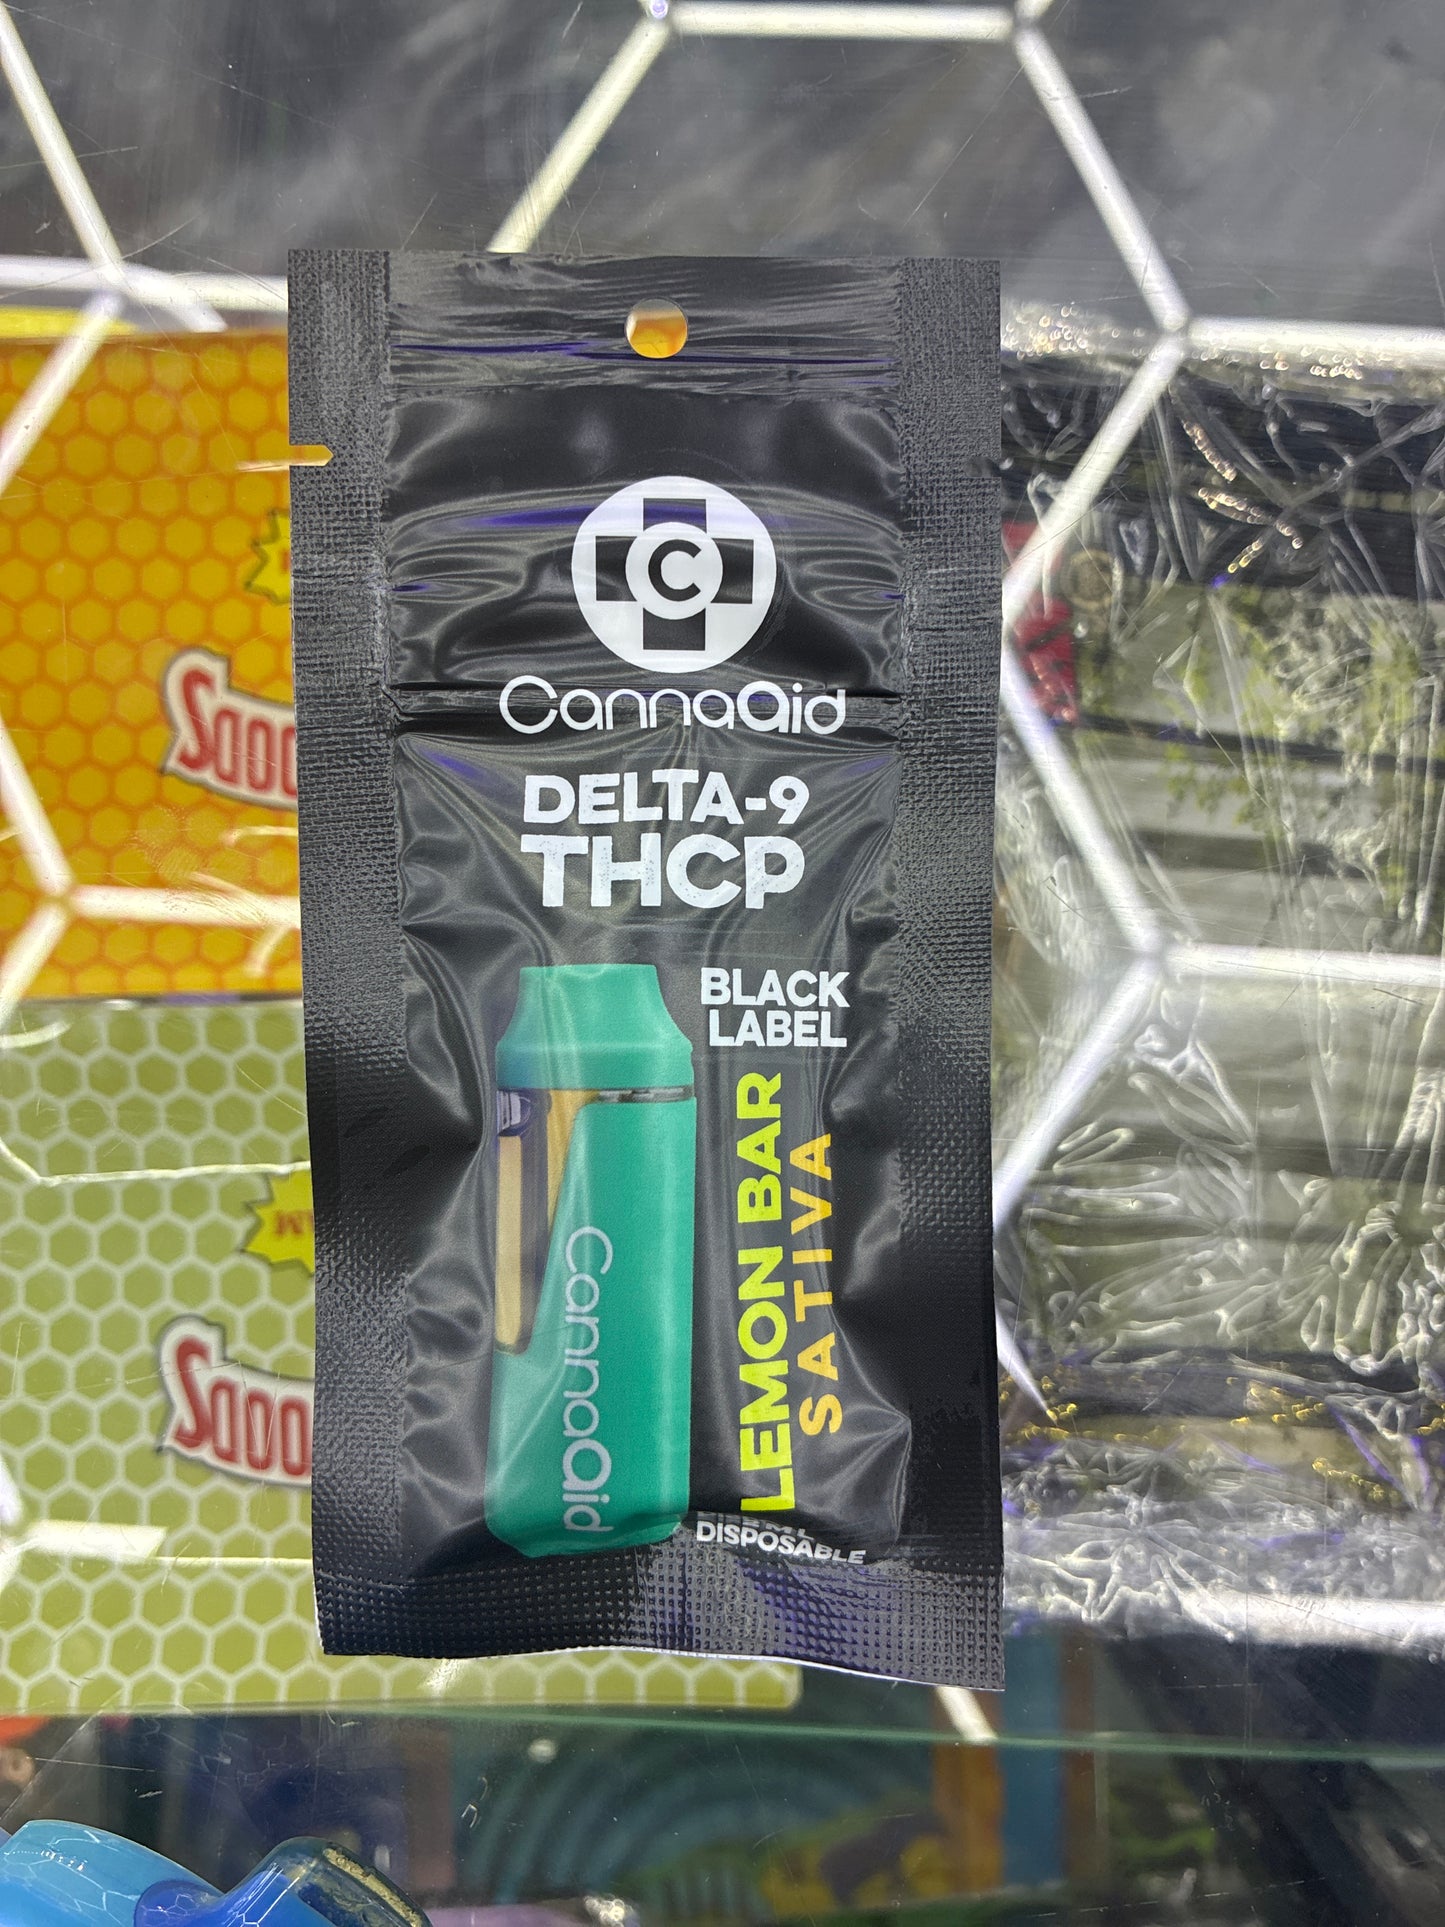 C
CannaAid
DELTA-9
THCP
BLACK
LABEL
LEMON BAR
SATIVA
CannaAid
DISPOSABLE